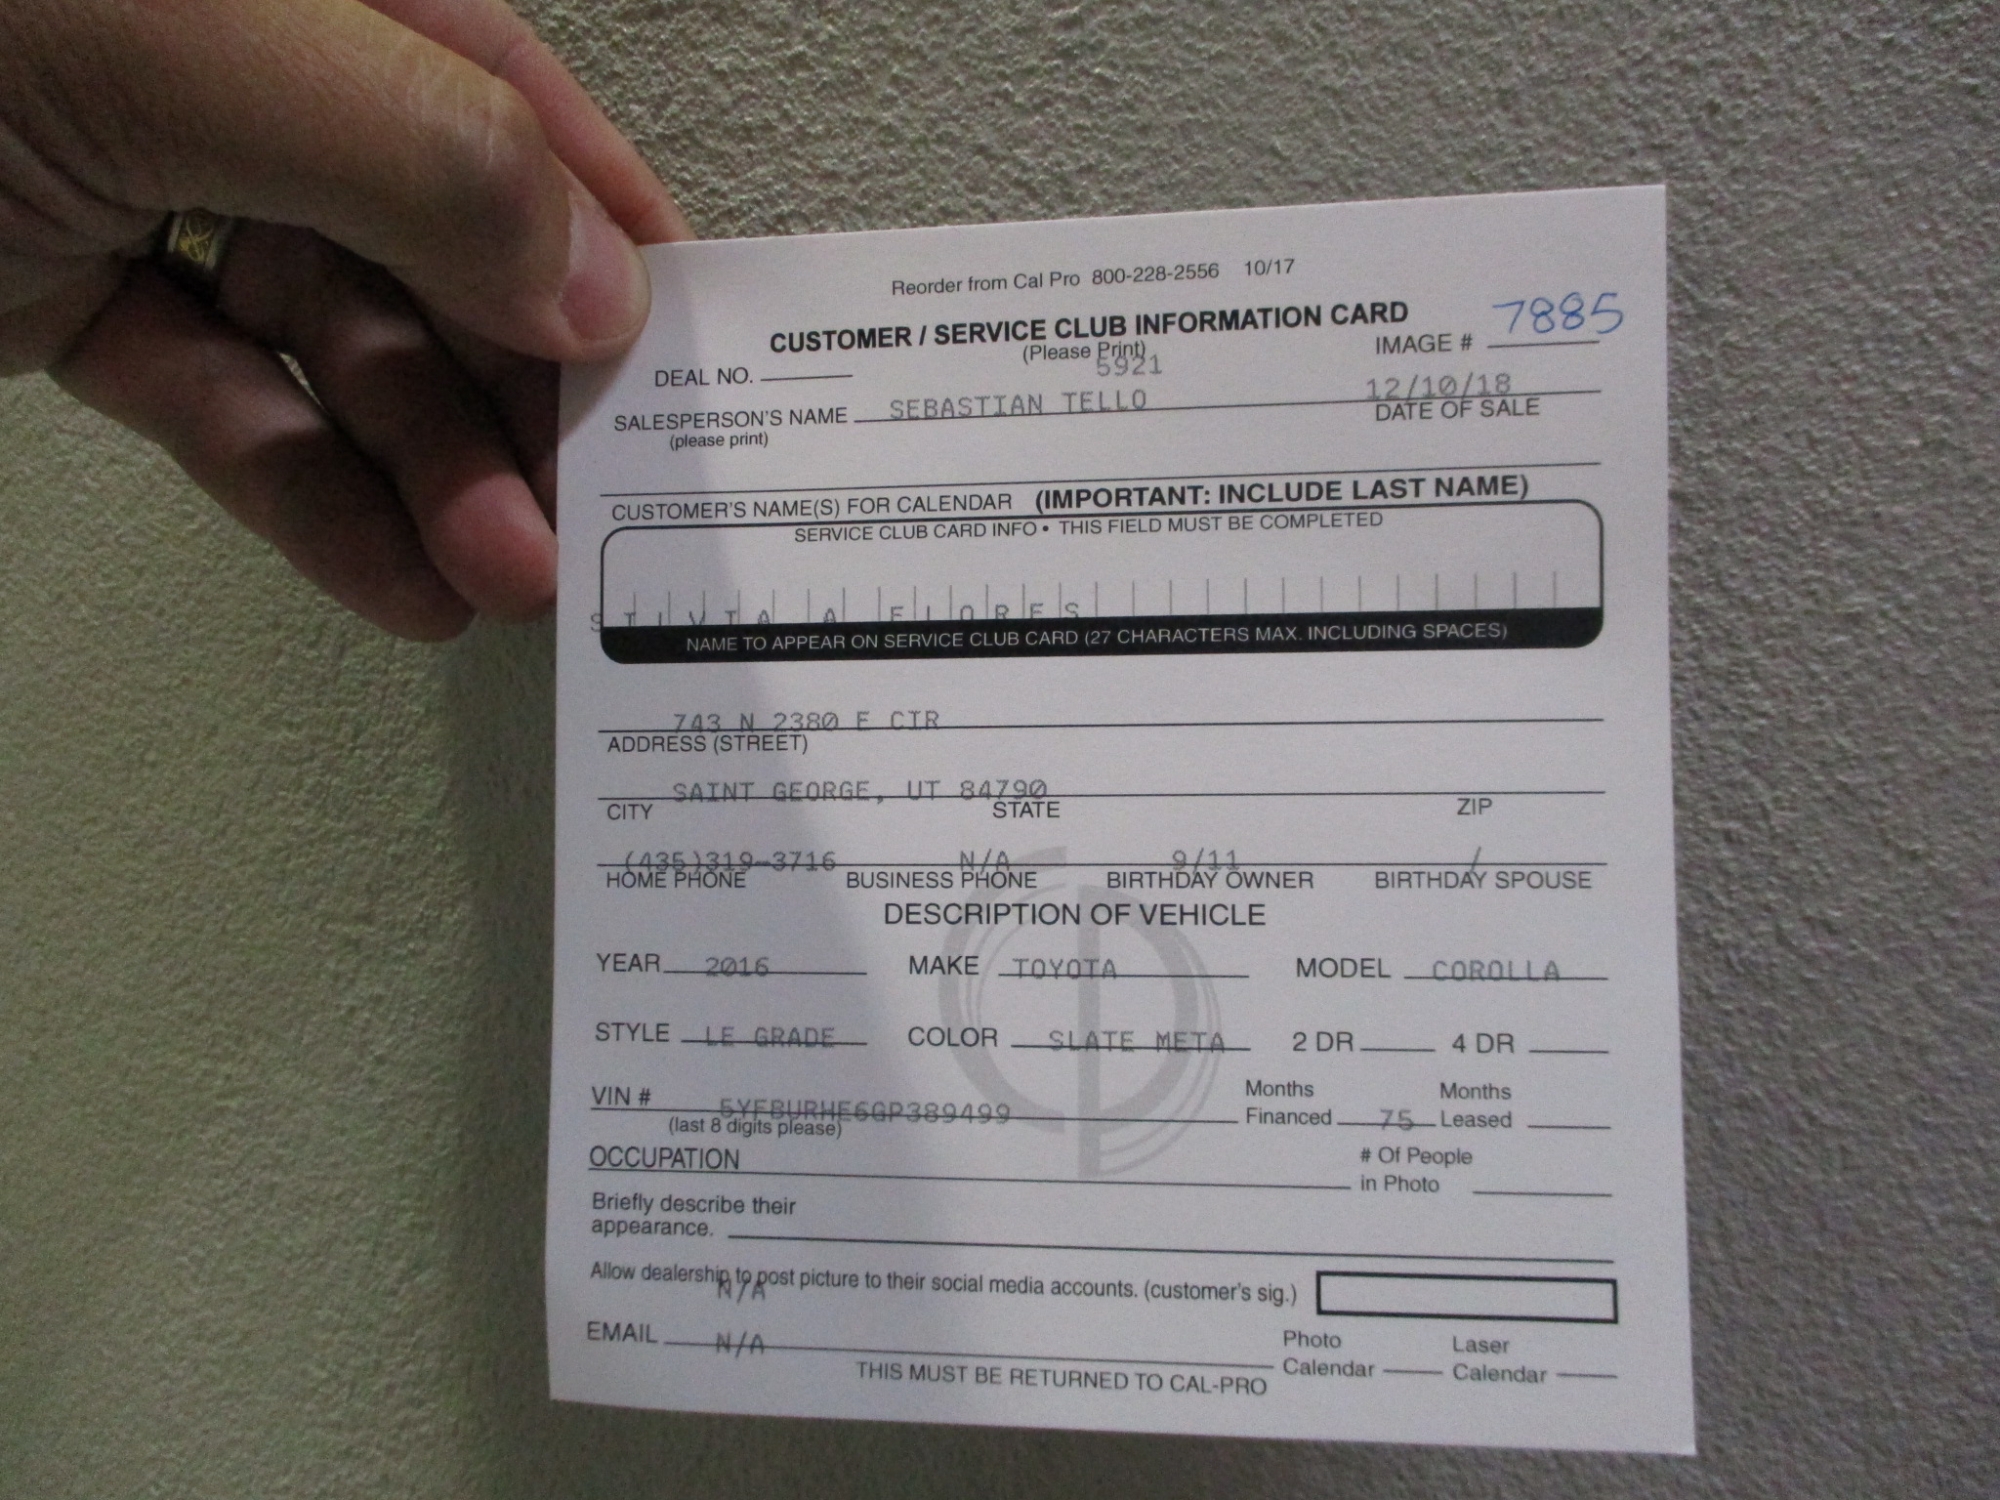 Reorder from Cal Pro 800-228-2556 10/17
CUSTOMER / SERVICE CLUB INFORMATION CARD
(Please Print)
IMAGE # 7885
DEAL NO.
5921
SALESPERSON'S NAME SEBASTIAN TELLO 12/10/18
(please print)
DATE OF SALE
CUSTOMER'S NAME(S) FOR CALENDAR (IMPORTANT: INCLUDE LAST NAME)
SERVICE CLUB CARD INFO • THIS FIELD MUST BE COMPLETED
A FLORES
NAME TO APPEAR ON SERVICE CLUB CARD (27 CHARACTERS MAX. INCLUDING SPACES)
743 N 2380 E CIR
ADDRESS (STREET)
SAINT GEORGE, UT 84790
CITY STATE ZIP
(435)319-3716 N/A 9/11 /
HOME PHONE BUSINESS PHONE BIRTHDAY OWNER BIRTHDAY SPOUSE
DESCRIPTION OF VEHICLE
YEAR 2016 MAKE TOYOTA MODEL COROLLA
STYLE LE GRADE COLOR SLATE META 2 DR 4 DR
VIN # 5YFBURHE6GP389499
(last 8 digits please)
Months Financed 75 Months Leased
OCCUPATION
# Of People in Photo
Briefly describe their
appearance.
Allow dealership to post picture to their social media accounts. (customer's sig.)
N/A
EMAIL N/A
Photo Calendar Laser Calendar
THIS MUST BE RETURNED TO CAL-PRO